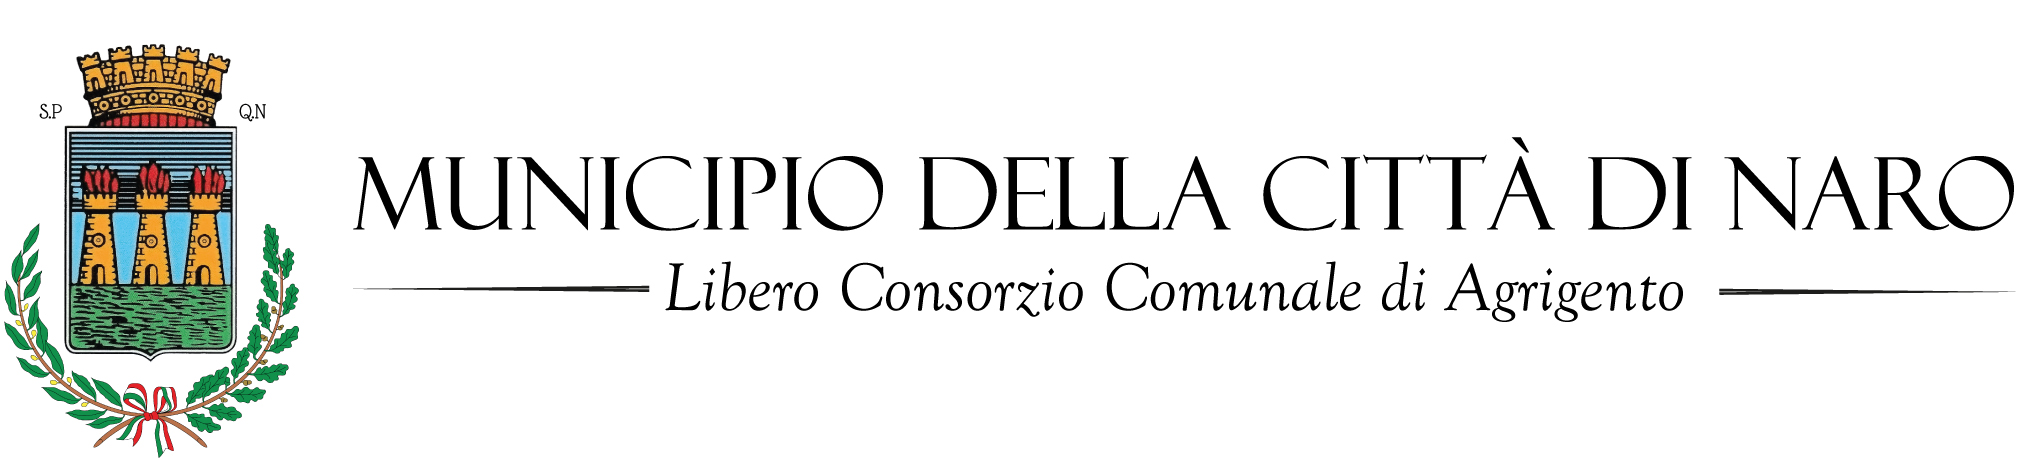 S.P Q.N
MUNICIPIO DELLA CITTÀ DI NARO
Libero Consorzio Comunale di Agrigento